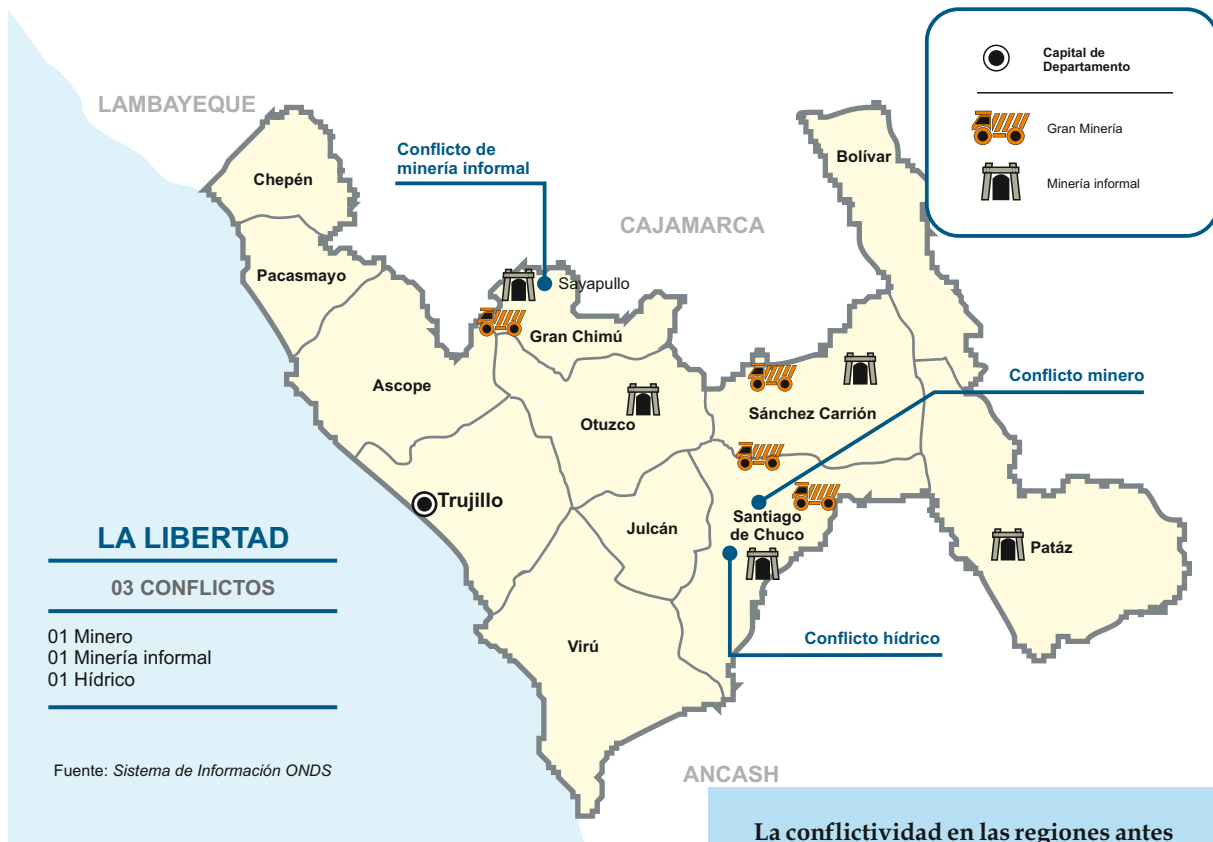 Capital de
Departamento
Gran Minería
Minería informal
LAMBAYEQUE
Conflicto de
minería informal
Bolívar
Chepén
CAJAMARCA
Pacasmayo
Sayapullo
Gran Chimú
Ascope
Conflicto minero
Sánchez Carrión
Otuzco
Trujillo
Santiago
de Chuco
Julcán
Patáz
LA LIBERTAD
03 CONFLICTOS
01 Minero
01 Minería informal
01 Hídrico
Virú
Conflicto hídrico
Fuente: Sistema de Información ONDS
ANCASH
La conflictividad en las regiones antes